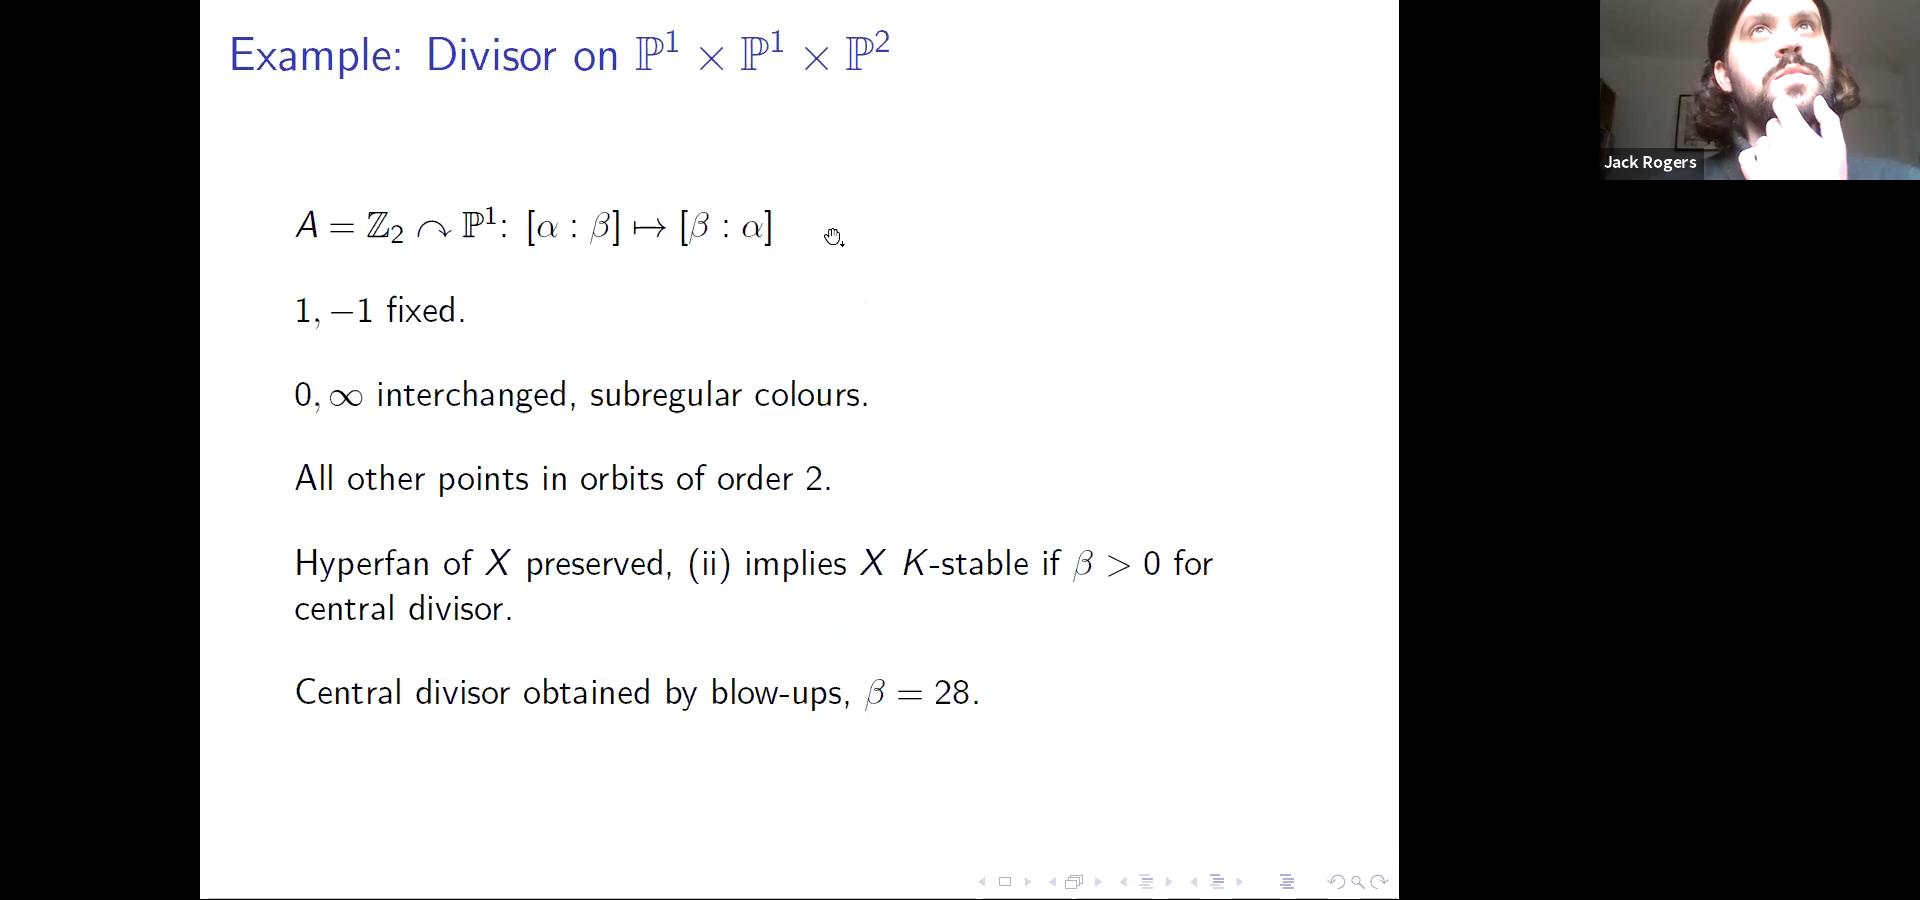 Example: Divisor on ℙ¹ × ℙ¹ × ℙ²
Jack Rogers
A = ℤ₂ ↷ ℙ¹: [α : β] ↦ [β : α]
1, −1 fixed.
0, ∞ interchanged, subregular colours.
All other points in orbits of order 2.
Hyperfan of X preserved, (ii) implies X K-stable if β > 0 for
central divisor.
Central divisor obtained by blow-ups, β = 28.